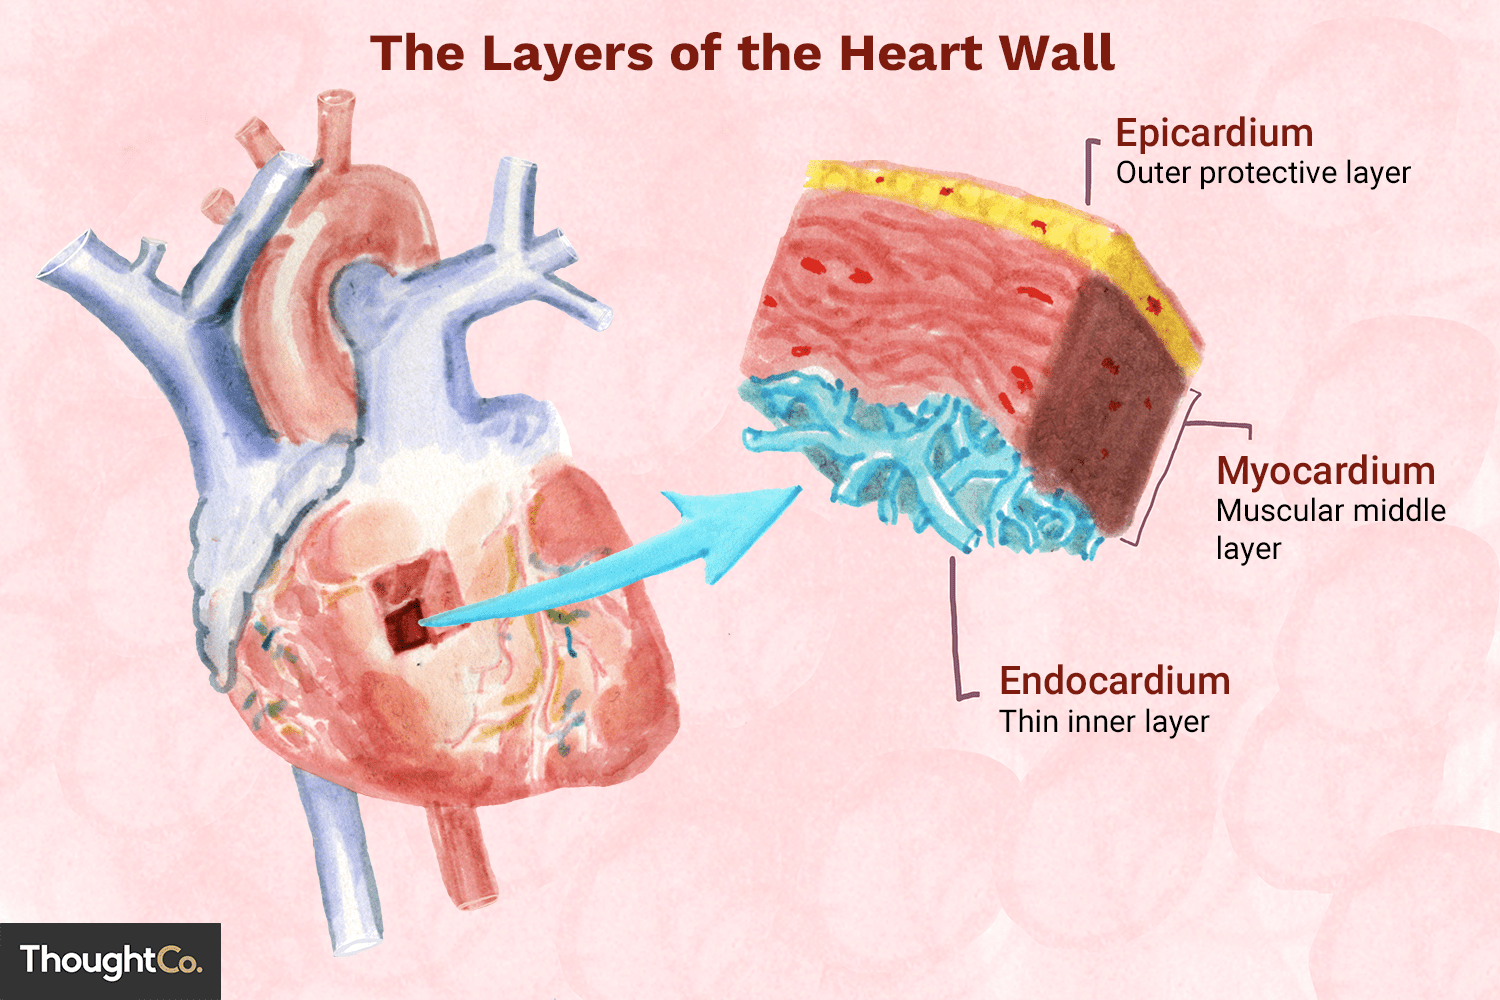 The Layers of the Heart Wall
Epicardium
Outer protective layer
Myocardium
Muscular middle
layer
Endocardium
Thin inner layer
ThoughtCo.